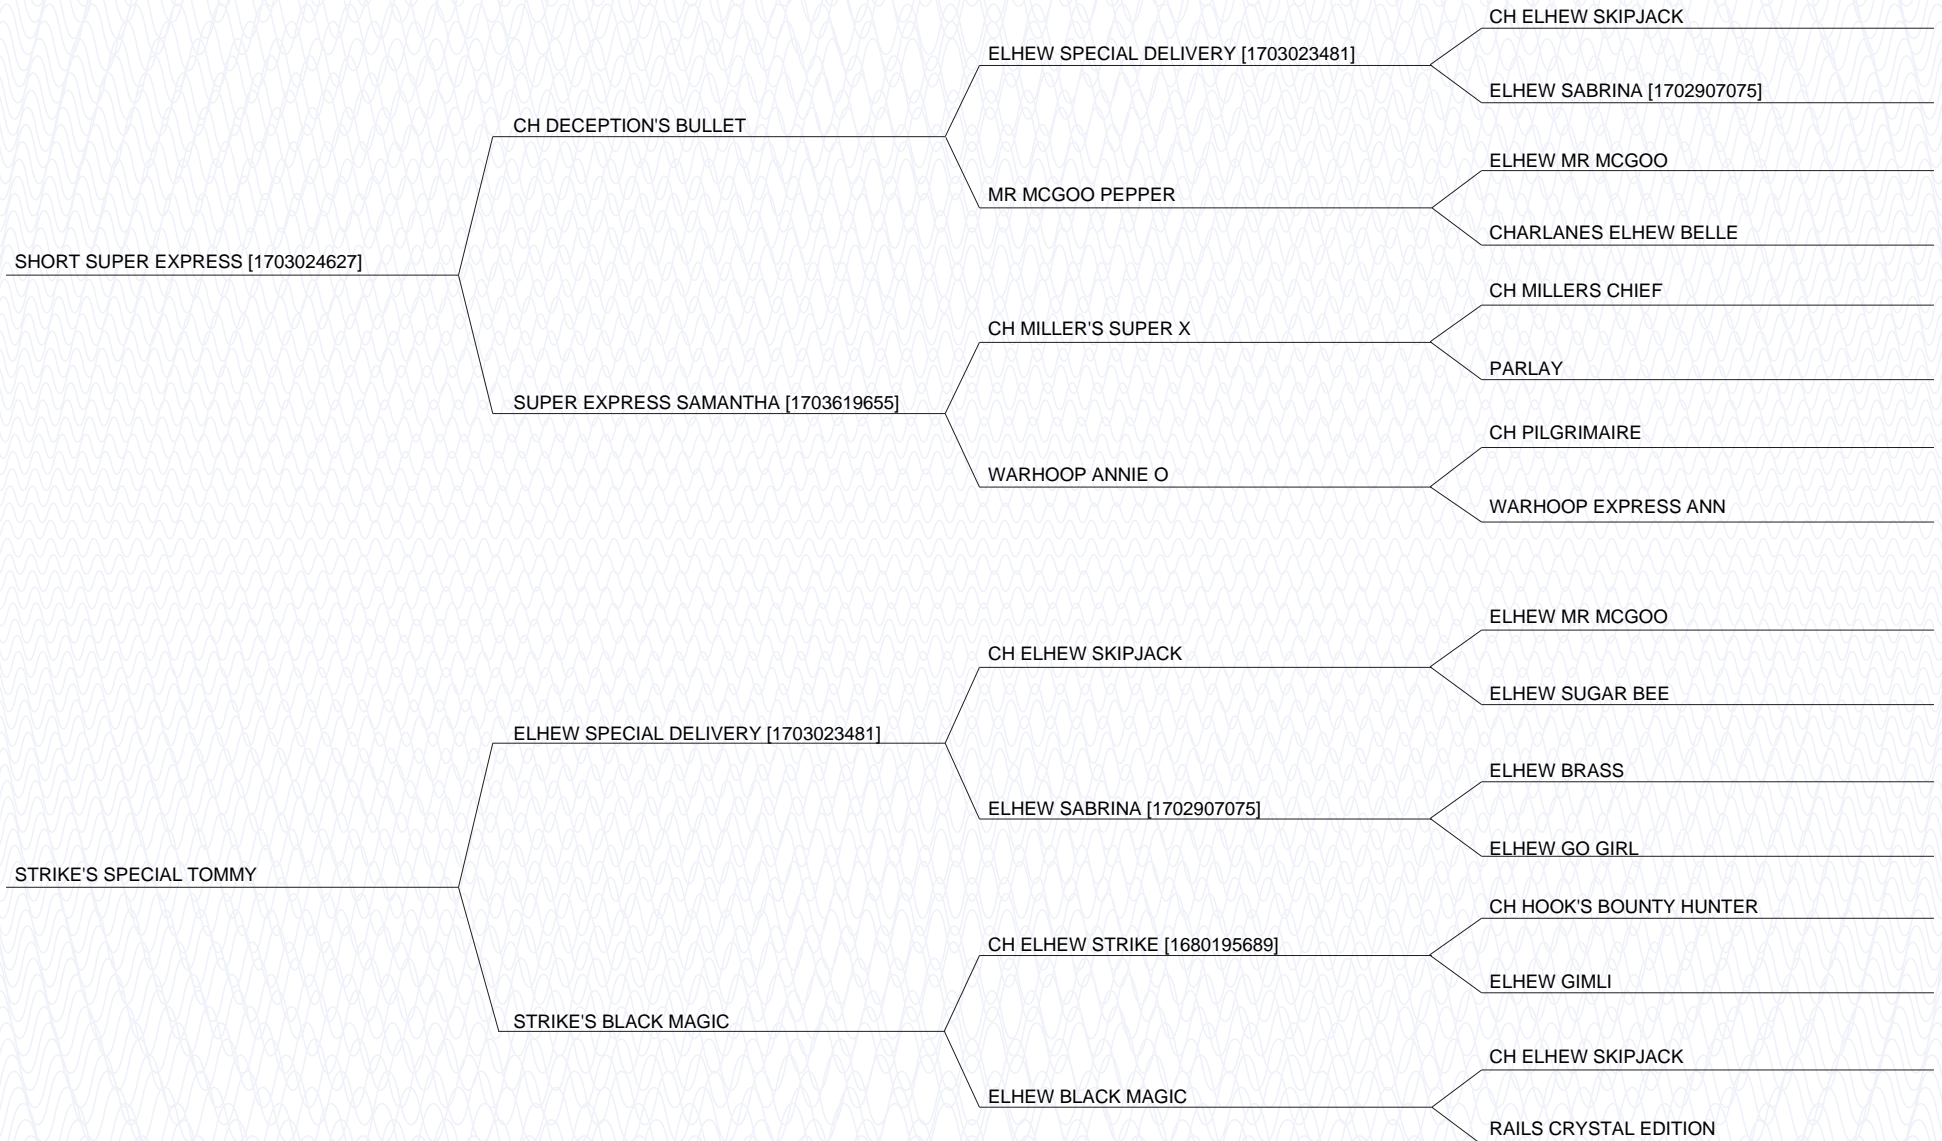 CH ELHEW SKIPJACK
ELHEW SPECIAL DELIVERY [1703023481]
ELHEW SABRINA [1702907075]
CH DECEPTION'S BULLET
ELHEW MR MCGOO
MR MCGOO PEPPER
CHARLANES ELHEW BELLE
SHORT SUPER EXPRESS [1703024627]
CH MILLERS CHIEF
CH MILLER'S SUPER X
PARLAY
SUPER EXPRESS SAMANTHA [1703619655]
CH PILGRIMAIRE
WARHOOP ANNIE O
WARHOOP EXPRESS ANN
ELHEW MR MCGOO
CH ELHEW SKIPJACK
ELHEW SUGAR BEE
ELHEW SPECIAL DELIVERY [1703023481]
ELHEW BRASS
ELHEW SABRINA [1702907075]
ELHEW GO GIRL
STRIKE'S SPECIAL TOMMY
CH HOOK'S BOUNTY HUNTER
CH ELHEW STRIKE [1680195689]
ELHEW GIMLI
STRIKE'S BLACK MAGIC
CH ELHEW SKIPJACK
ELHEW BLACK MAGIC
RAILS CRYSTAL EDITION